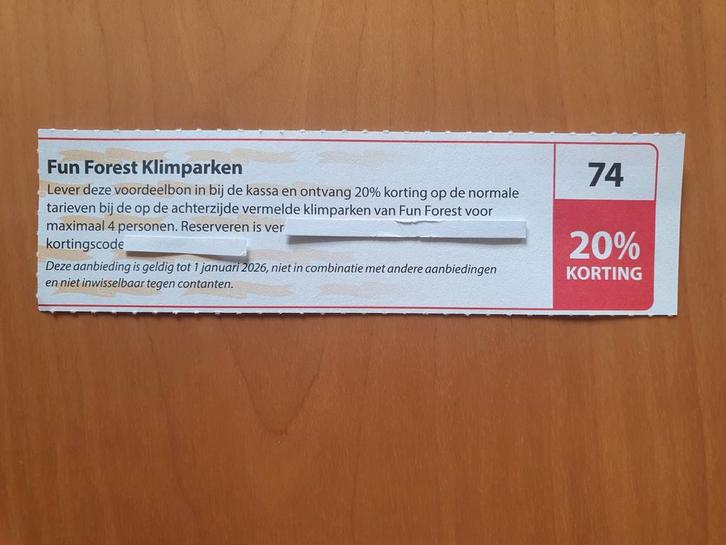 Fun Forest Klimparken
Lever deze voordeelbon in bij de kassa en ontvang 20% korting op de normale
tarieven bij de op de achterzijde vermelde klimparken van Fun Forest voor
maximaal 4 personen. Reserveren is ver
kortingscode
Deze aanbieding is geldig tot 1 januari 2026, niet in combinatie met andere aanbiedingen
en niet inwisselbaar tegen contanten.
74
20%
KORTING